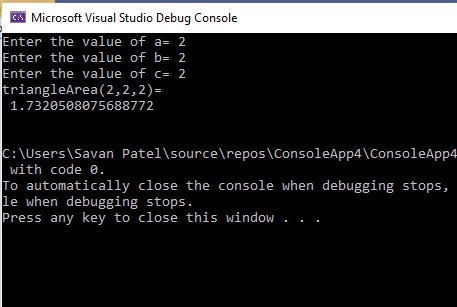 Microsoft Visual Studio Debug Console
Enter the value of a= 2
Enter the value of b= 2
Enter the value of c= 2
triangleArea(2,2,2)=
1.7320508075688772
C:\Users\Savan Patel\source\repos\ConsoleApp4\ConsoleApp4
with code 0.
To automatically close the console when debugging stops,
le when debugging stops.
Press any key to close this window . . .